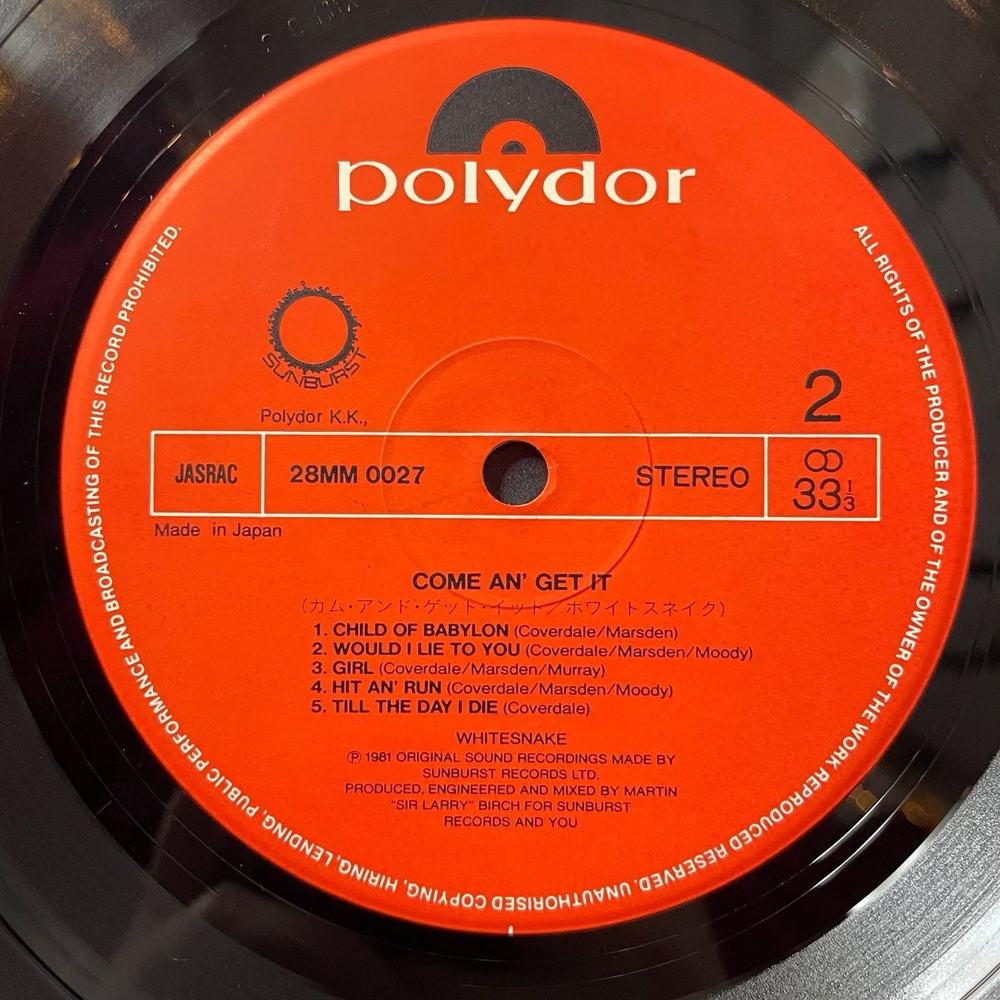 polydor
SUNBURST
Polydor K.K.,
2
JASRAC
28MM 0027
STEREO
33 1/3
Made in Japan
COME AN' GET IT
(カム・アンド・ゲット・イット/ホワイトスネイク)
1. CHILD OF BABYLON (Coverdale/Marsden)
2. WOULD I LIE TO YOU (Coverdale/Marsden/Moody)
3. GIRL (Coverdale/Marsden/Murray)
4. HIT AN' RUN (Coverdale/Marsden/Moody)
5. TILL THE DAY I DIE (Coverdale)
WHITESNAKE
Ⓟ 1981 ORIGINAL SOUND RECORDINGS MADE BY
SUNBURST RECORDS LTD.
PRODUCED, ENGINEERED AND MIXED BY MARTIN
"SIR LARRY" BIRCH FOR SUNBURST
RECORDS AND YOU
ALL RIGHTS OF THE PRODUCER AND OF THE OWNER OF THE WORK REPRODUCED RESERVED. UNAUTHORISED COPYING, HIRING, LENDING, PUBLIC PERFORMANCE AND BROADCASTING OF THIS RECORD PROHIBITED.